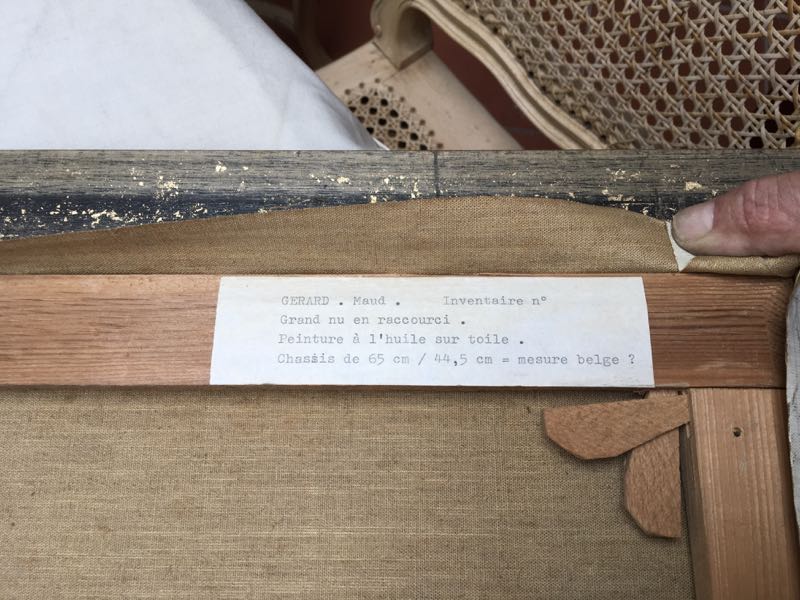 GERARD . Maud . Inventaire n°
Grand nu en raccourci .
Peinture à l'huile sur toile .
Chassis de 65 cm / 44,5 cm = mesure belge ?